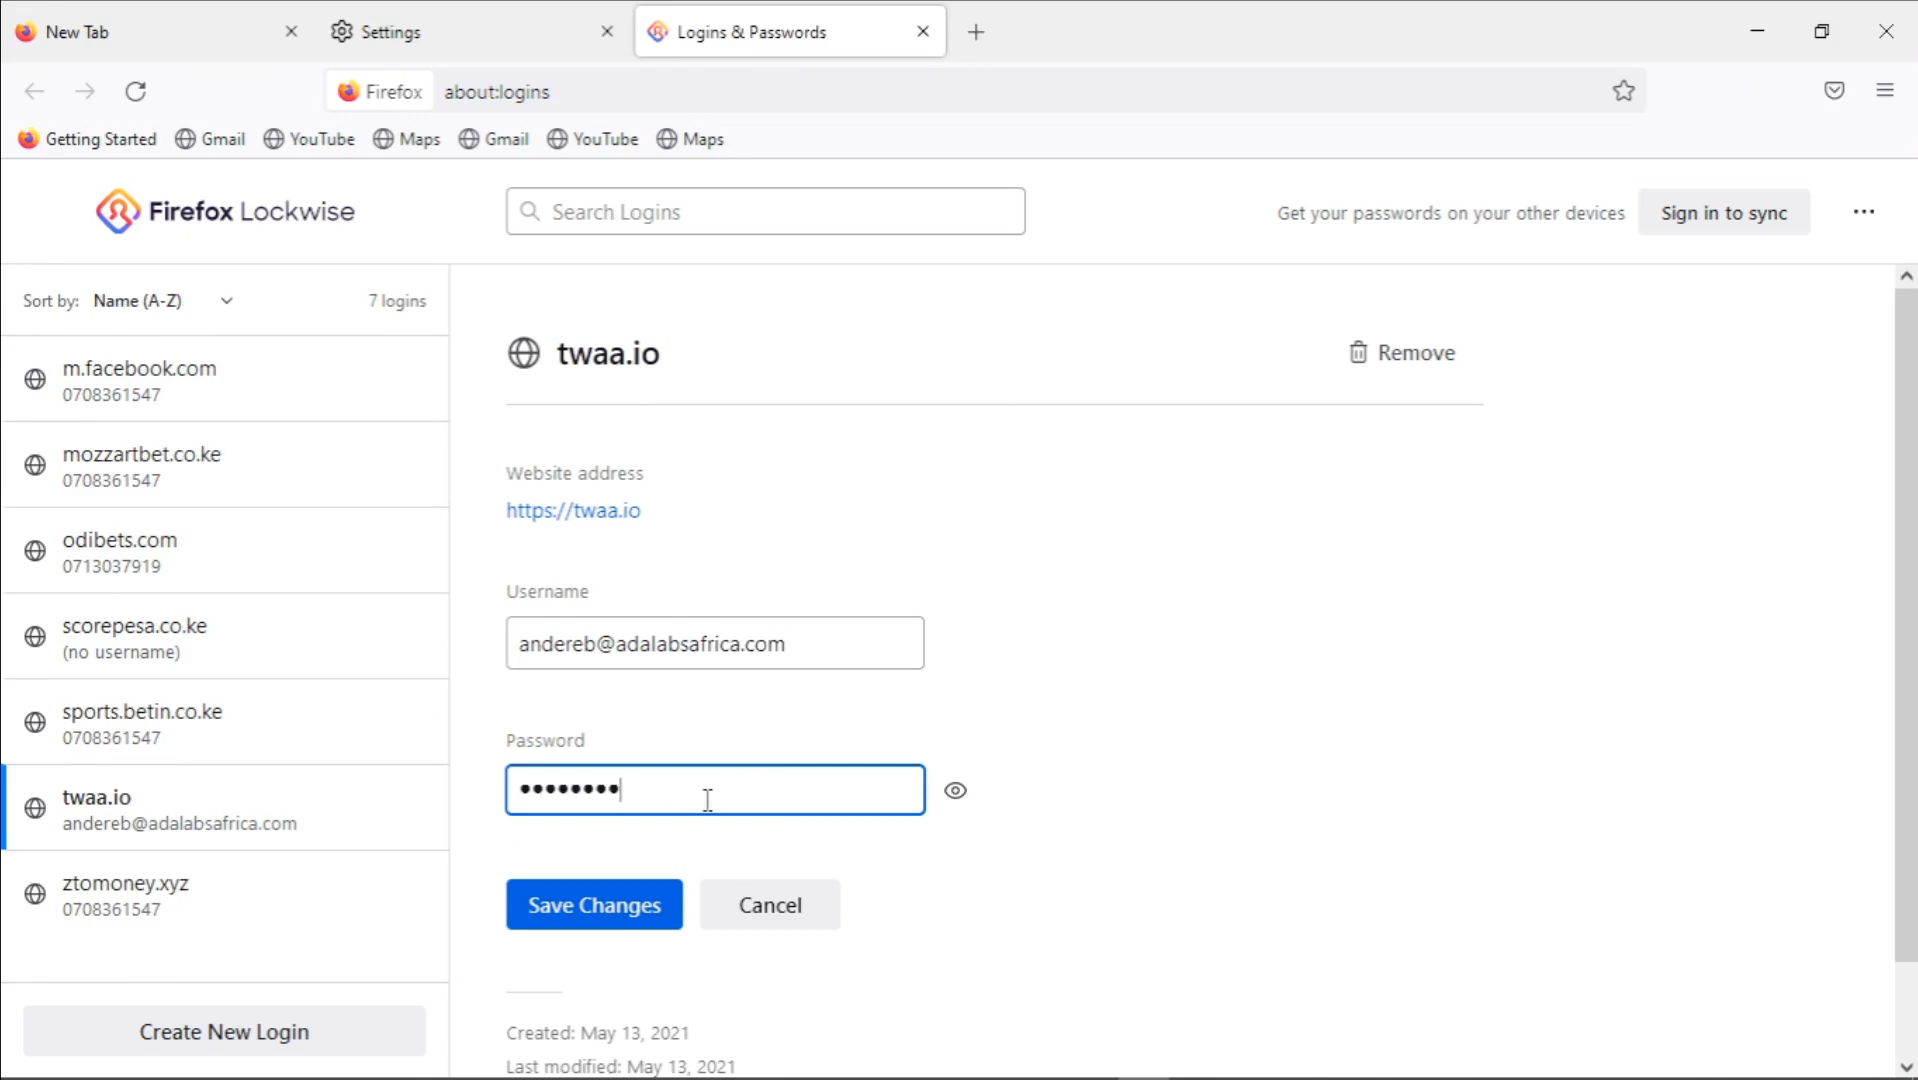 New Tab
Settings
Logins & Passwords
Firefox about:logins
Getting Started Gmail YouTube Maps Gmail YouTube Maps
Firefox Lockwise
Search Logins
Get your passwords on your other devices
Sign in to sync
Sort by: Name (A-Z)
7 logins
m.facebook.com
0708361547
mozzartbet.co.ke
0708361547
odibets.com
0713037919
scorepesa.co.ke
(no username)
sports.betin.co.ke
0708361547
twaa.io
andereb@adalabsafrica.com
ztomoney.xyz
0708361547
Create New Login
twaa.io
Remove
Website address
https://twaa.io
Username
andereb@adalabsafrica.com
Password
••••••••
Save Changes
Cancel
Created: May 13, 2021
Last modified: May 13, 2021